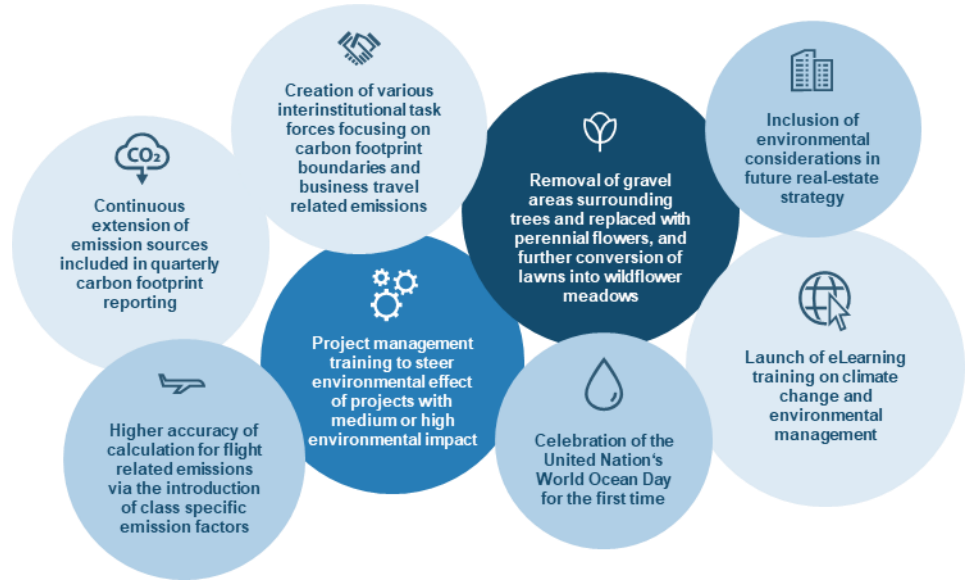 CO₂
Continuous
extension of
emission sources
included in quarterly
carbon footprint
reporting
Creation of various
interinstitutional task
forces focusing on
carbon footprint
boundaries and
business travel
related emissions
Removal of gravel
areas surrounding
trees and replaced with
perennial flowers, and
further conversion of
lawns into wildflower
meadows
Inclusion of
environmental
considerations in
future real-estate
strategy
Higher accuracy of
calculation for flight
related emissions
via the introduction
of class specific
emission factors
Project management
training to steer
environmental effect
of projects with
medium or high
environmental impact
Celebration of the
United Nation‘s
World Ocean Day
for the first time
Launch of eLearning
training on climate
change and
environmental
management